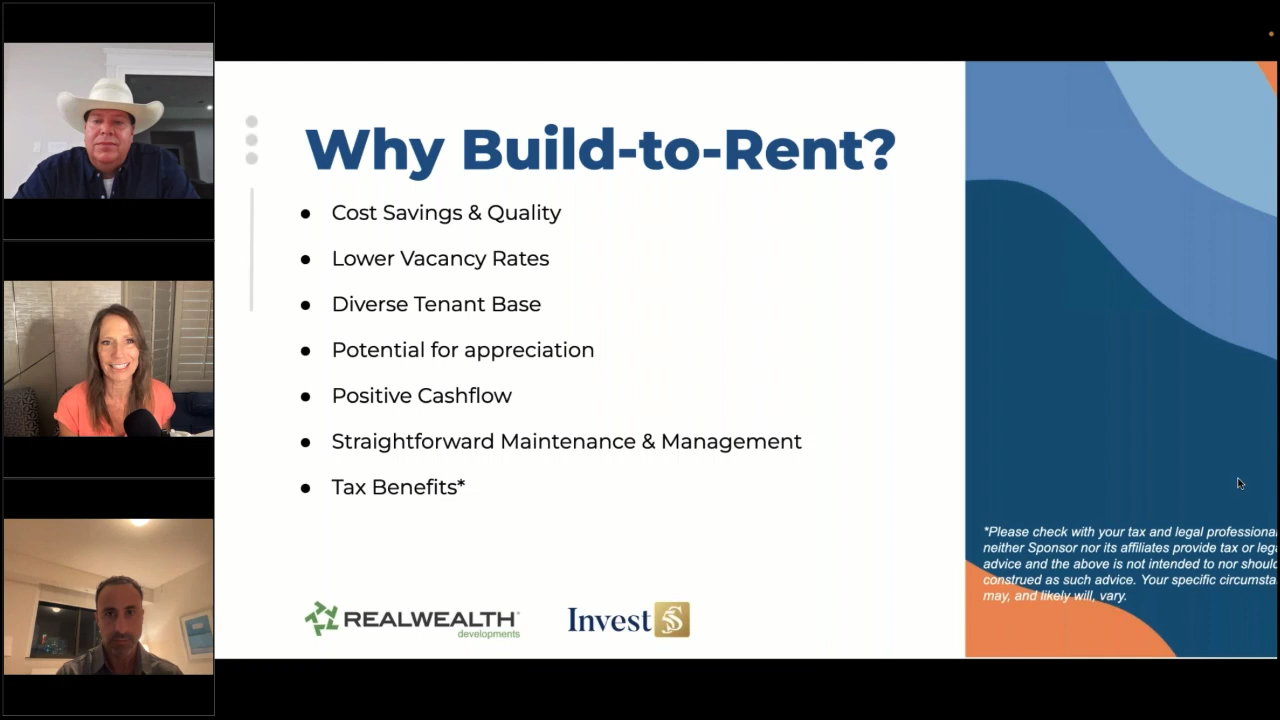 Why Build-to-Rent?
● Cost Savings & Quality
● Lower Vacancy Rates
● Diverse Tenant Base
● Potential for appreciation
● Positive Cashflow
● Straightforward Maintenance & Management
● Tax Benefits*
*Please check with your tax and legal professiona
neither Sponsor nor its affiliates provide tax or lega
advice and the above is not intended to nor shoul
construed as such advice. Your specific circumsta
may, and likely will, vary.
REALWEALTH
developments
Invest